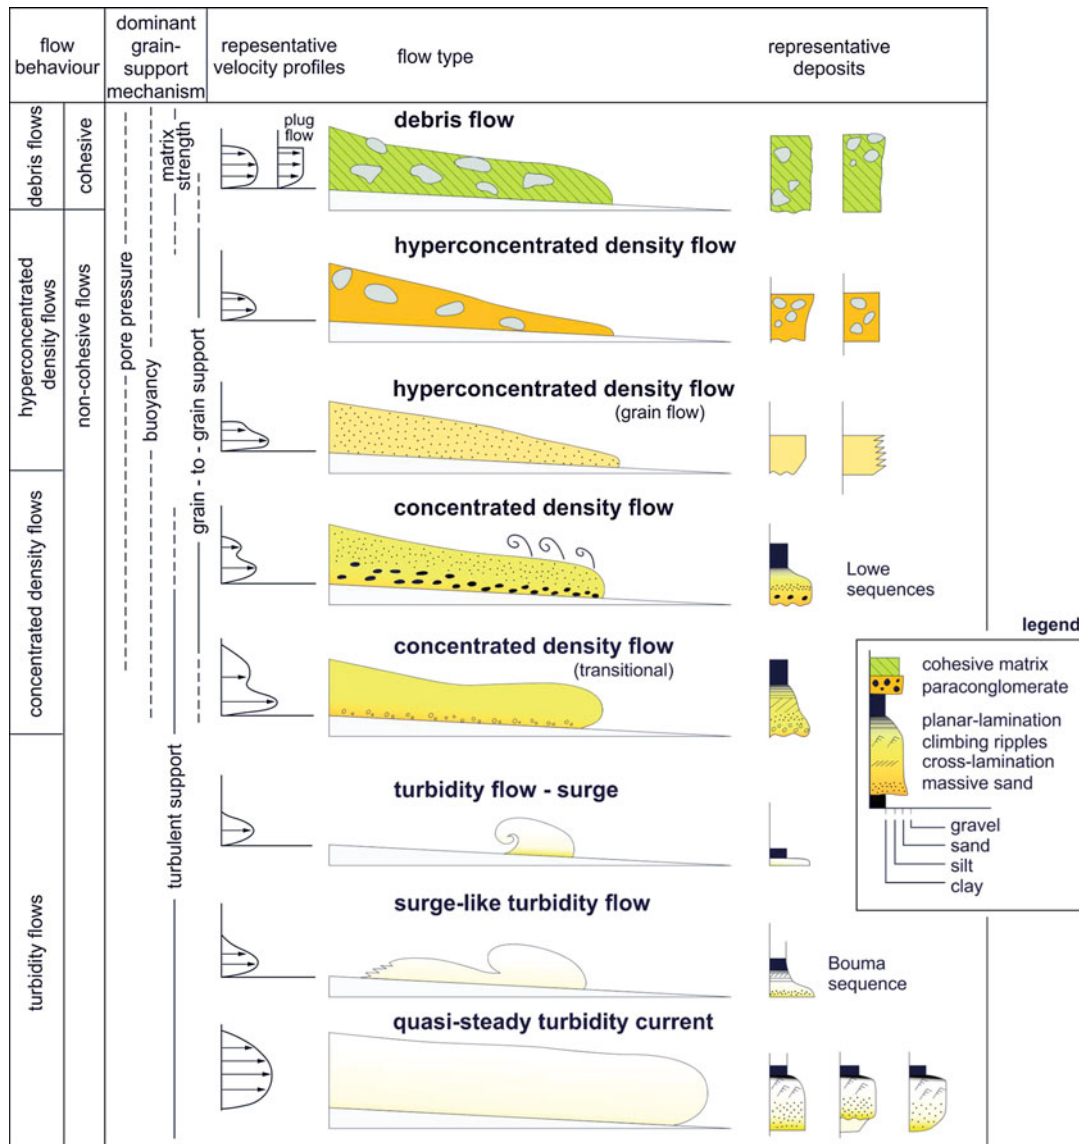 flow
behaviour
dominant
grain-
support
mechanism
repesentative
velocity profiles
flow type
representative
deposits
debris flows
cohesive
matrix
strength
plug
flow
debris flow
hyperconcentrated
density flows
non-cohesive flows
pore pressure
buoyancy
grain - to - grain support
hyperconcentrated density flow
hyperconcentrated density flow
(grain flow)
concentrated density flows
concentrated density flow
Lowe
sequences
concentrated density flow
(transitional)
turbidity flows
turbulent support
turbidity flow - surge
surge-like turbidity flow
Bouma
sequence
quasi-steady turbidity current
legend
cohesive matrix
paraconglomerate
planar-lamination
climbing ripples
cross-lamination
massive sand
gravel
sand
silt
clay